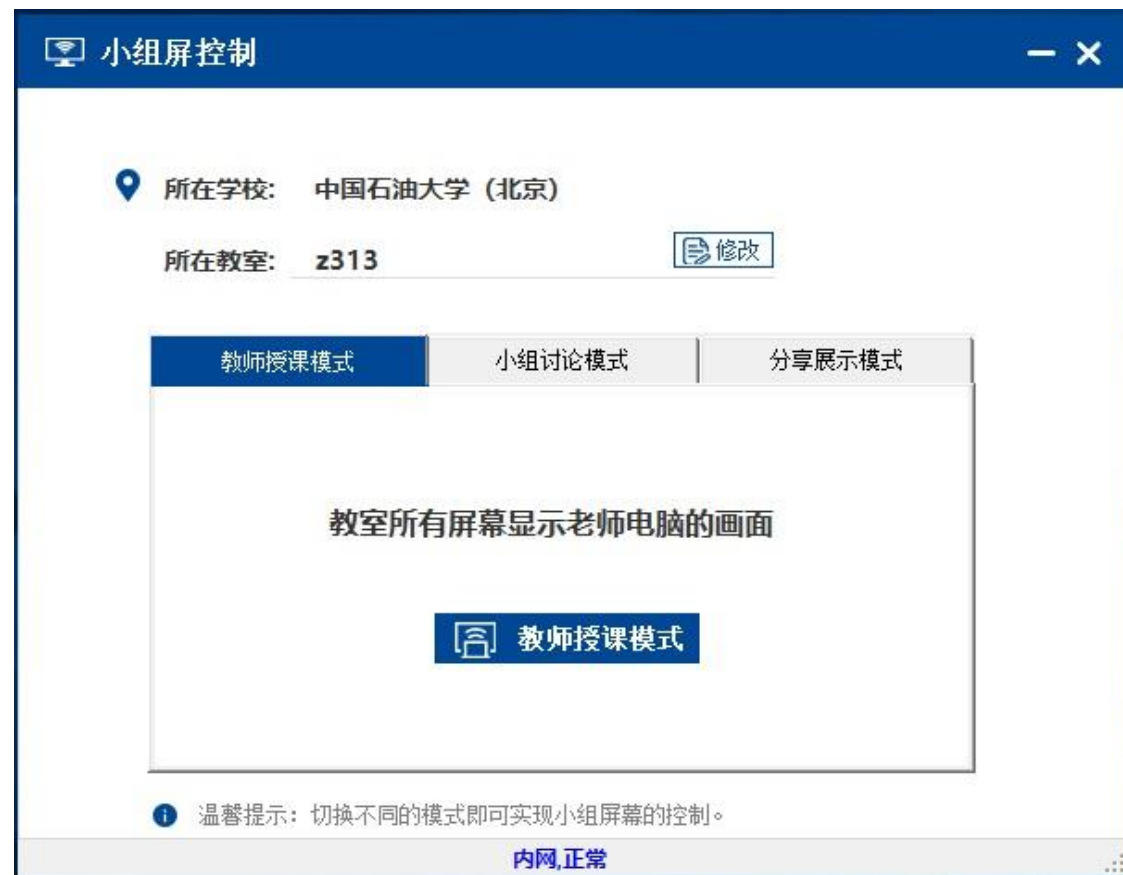 小组屏控制
所在学校: 中国石油大学（北京）
所在教室: z313
修改
教师授课模式 小组讨论模式 分享展示模式
教室所有屏幕显示老师电脑的画面
教师授课模式
温馨提示：切换不同的模式即可实现小组屏幕的控制。
内网,正常